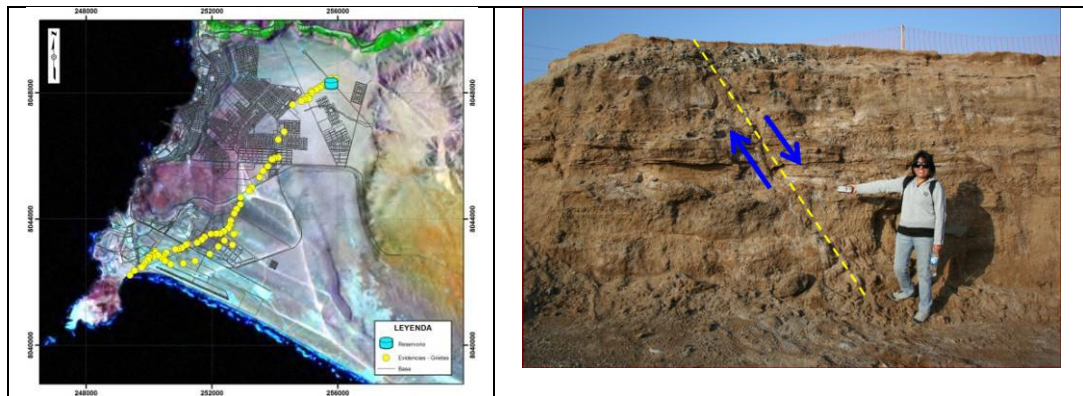 248000 252000 256000
N
8048000 8048000
8044000 8044000
8040000 8040000
LEYENDA
Reservorio
Evidencias - Grietas
Base
248000 252000 256000